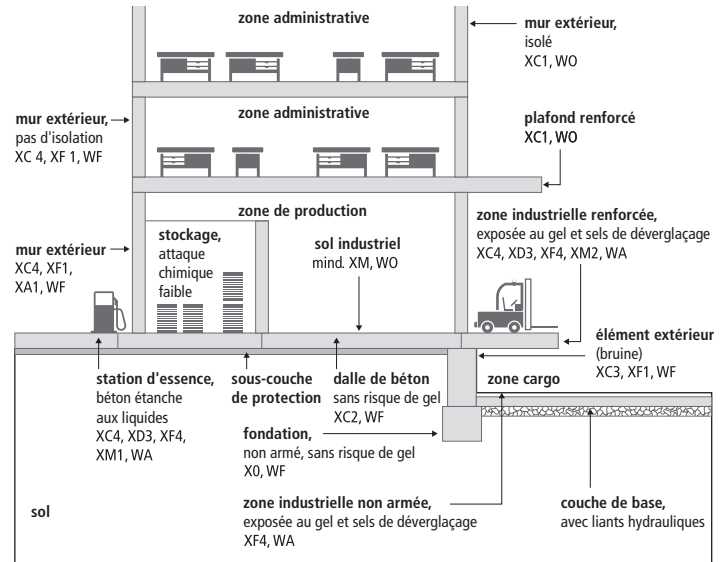 zone administrative
mur extérieur,
isolé
XC1, WO
zone administrative
mur extérieur,
pas d'isolation
XC 4, XF 1, WF
plafond renforcé
XC1, WO
zone de production
zone industrielle renforcée,
exposée au gel et sels de déverglaçage
XC4, XD3, XF4, XM2, WA
stockage,
attaque
chimique
faible
sol industriel
mind. XM, WO
mur extérieur
XC4, XF1,
XA1, WF
élément extérieur
(bruine)
XC3, XF1, WF
station d'essence,
béton étanche
aux liquides
XC4, XD3, XF4,
XM1, WA
sous-couche
de protection
dalle de béton
sans risque de gel
XC2, WF
zone cargo
fondation,
non armé, sans risque de gel
X0, WF
zone industrielle non armée,
exposée au gel et sels de déverglaçage
XF4, WA
couche de base,
avec liants hydrauliques
sol